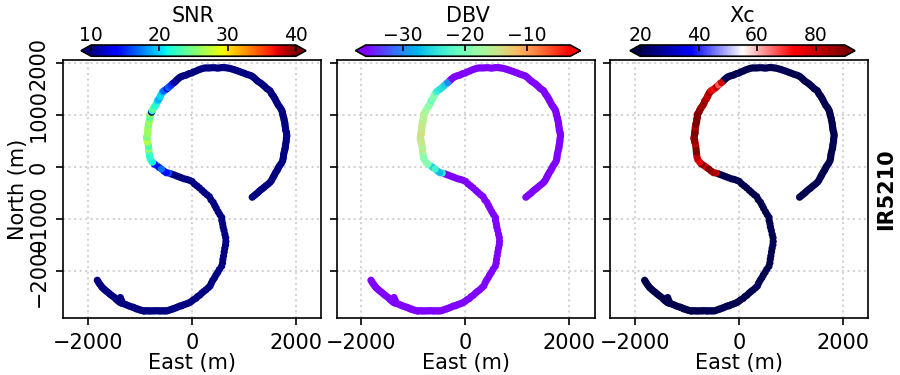 SNR DBV Xc
10 20 30 40 −30 −20 −10 20 40 60 80
North (m)
2000
1000
0
−1000
−2000
IR5210
−2000 0 2000 −2000 0 2000 −2000 0 2000
East (m) East (m) East (m)